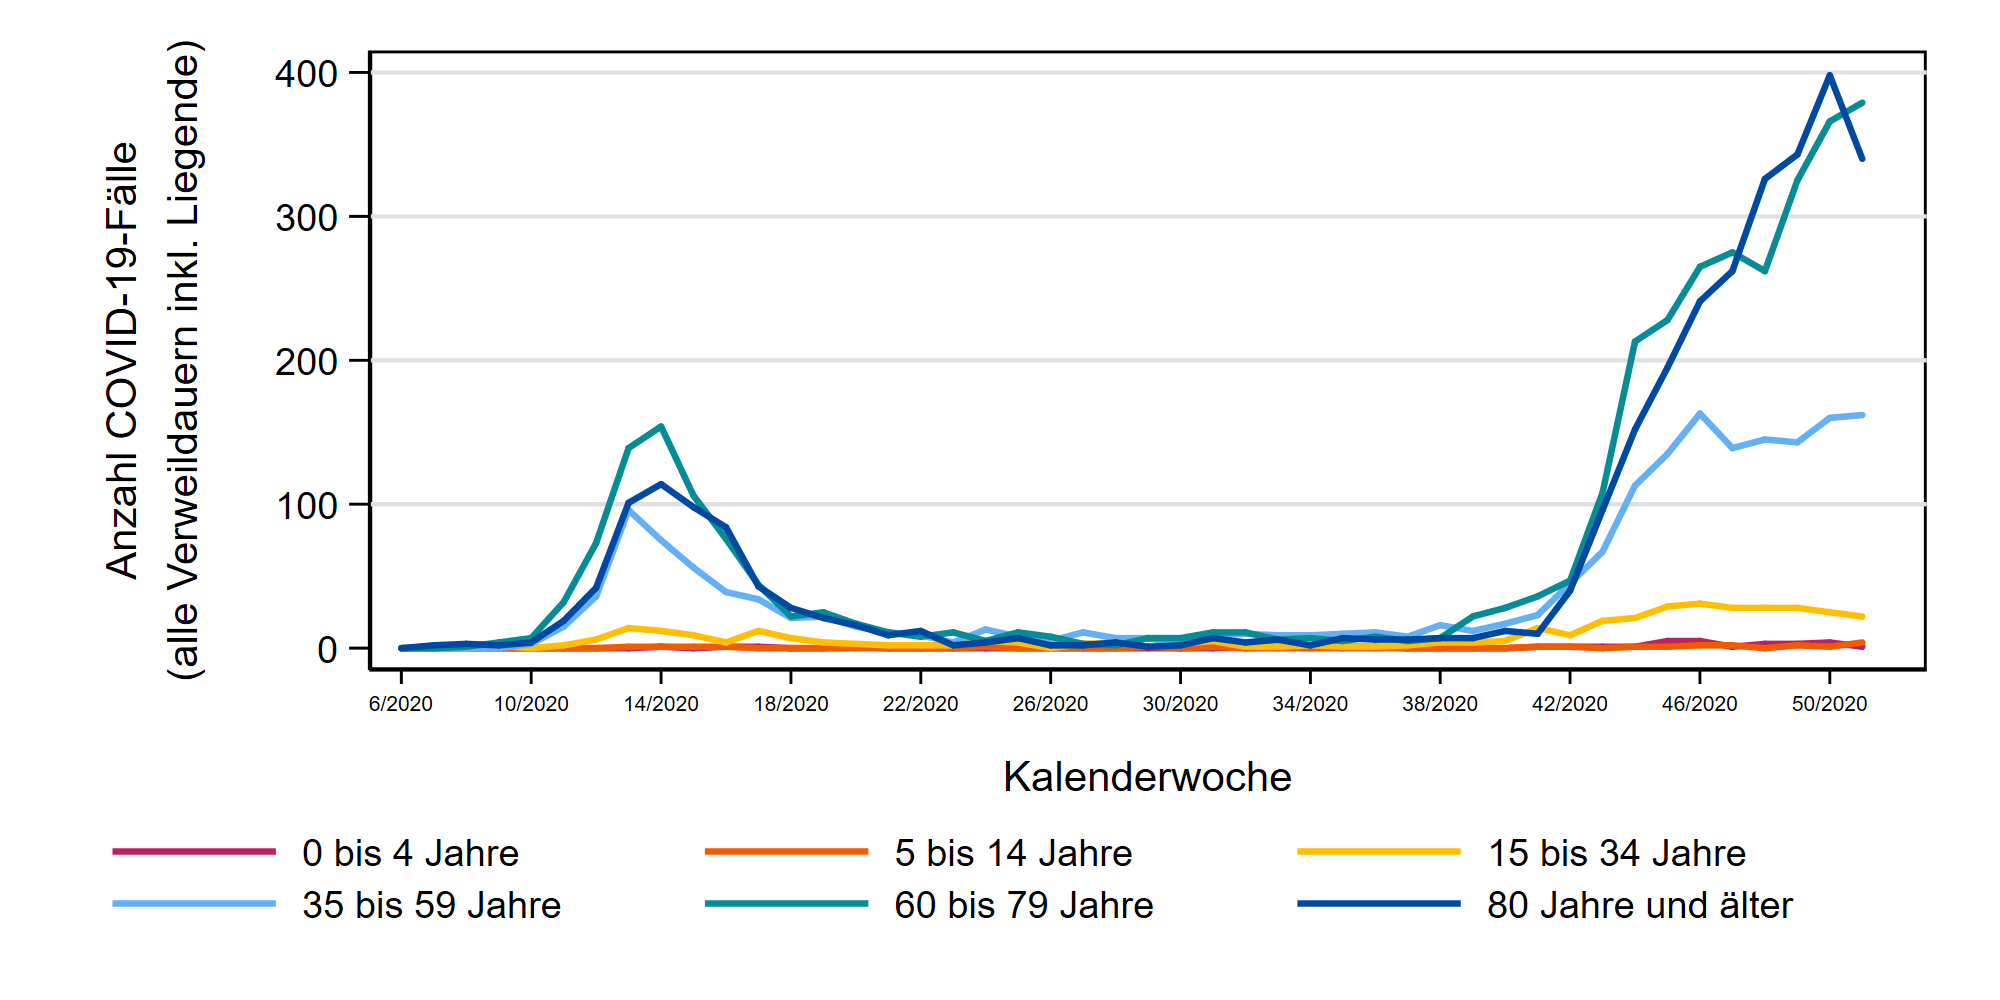 Anzahl COVID-19-Fälle
(alle Verweildauern inkl. Liegende)
400
300
200
100
0
6/2020 10/2020 14/2020 18/2020 22/2020 26/2020 30/2020 34/2020 38/2020 42/2020 46/2020 50/2020
Kalenderwoche
0 bis 4 Jahre 5 bis 14 Jahre 15 bis 34 Jahre
35 bis 59 Jahre 60 bis 79 Jahre 80 Jahre und älter